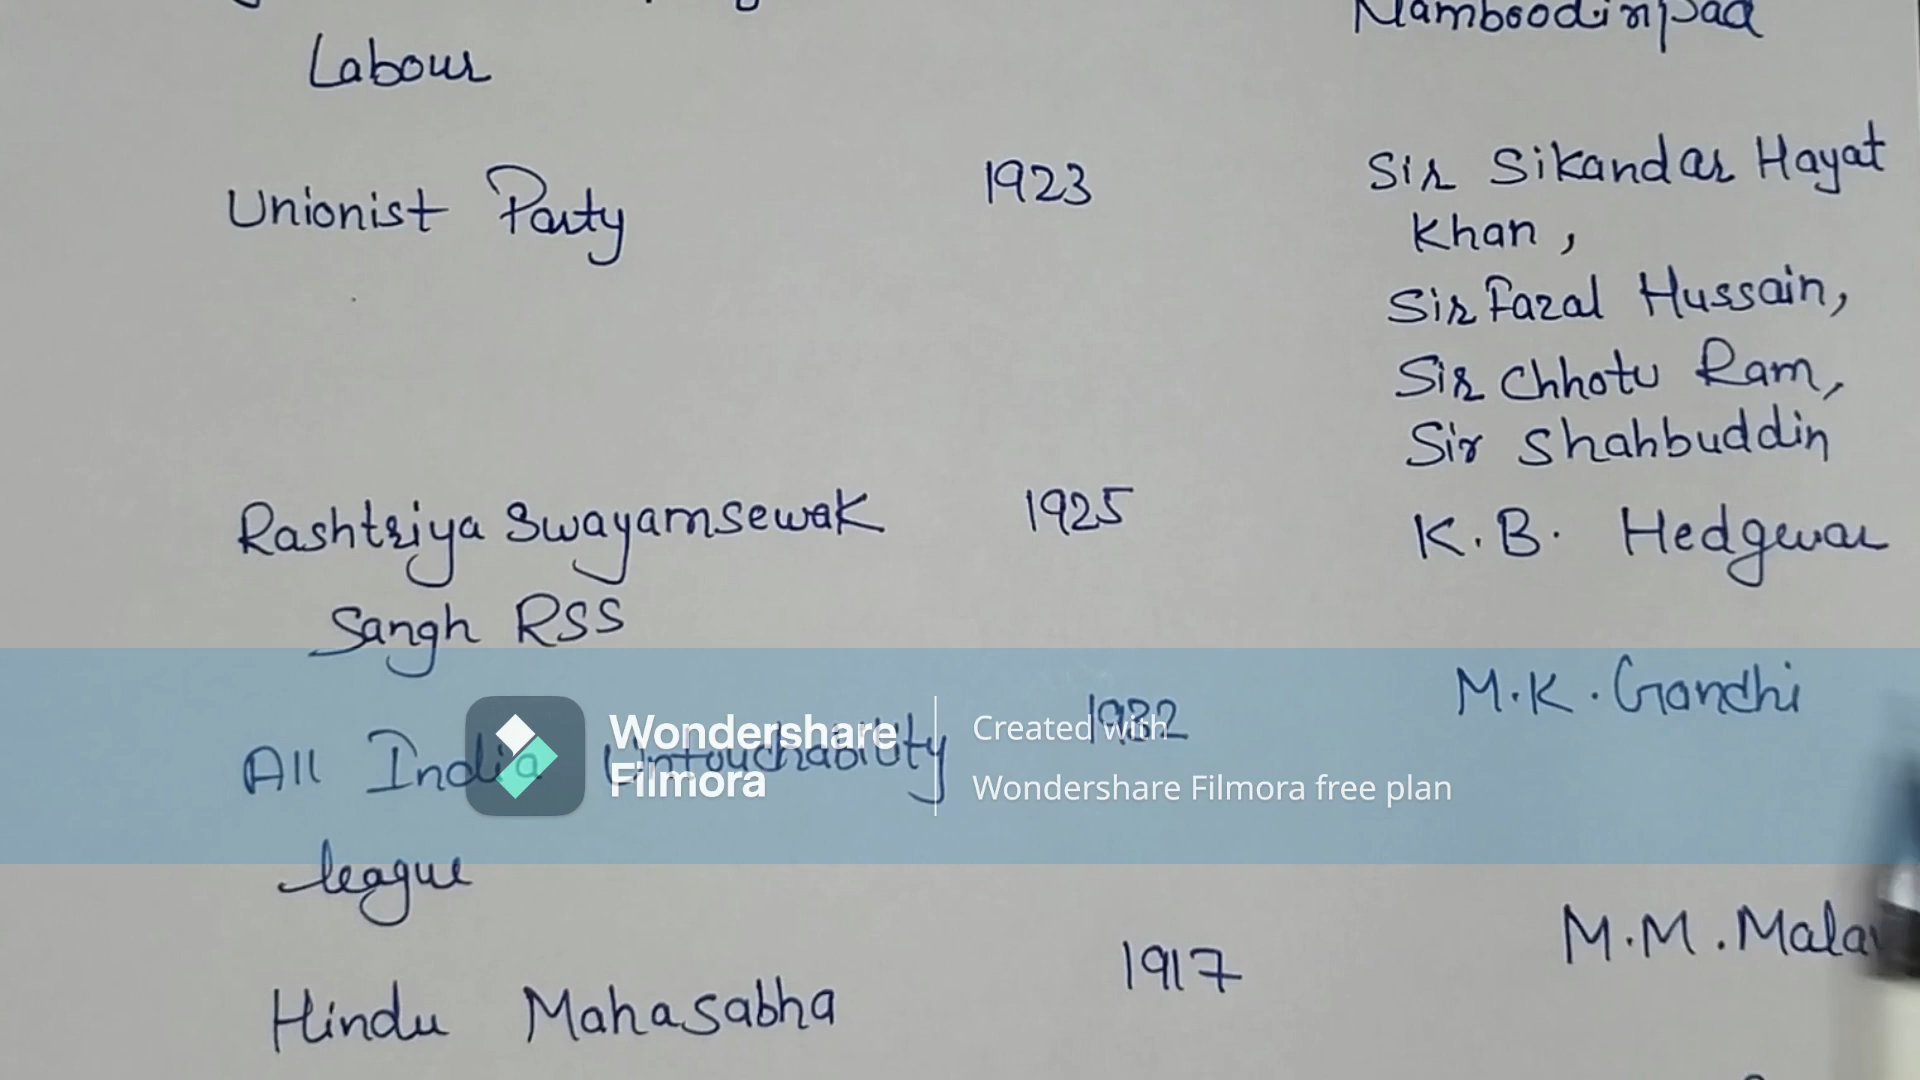 Namboodiripad
Labour
Unionist Party 1923 Sir Sikandar Hayat
Khan,
Sir Fazal Hussain,
Sir Chhotu Ram,
Sir Shahbuddin
Rashtriya Swayamsewak 1925 K.B. Hedgewar
Sangh RSS
All India Untouchability 1932 M.K. Gandhi
league
Hindu Mahasabha 1917 M.M.
Wondershare
Filmora
Created with
Wondershare Filmora free plan